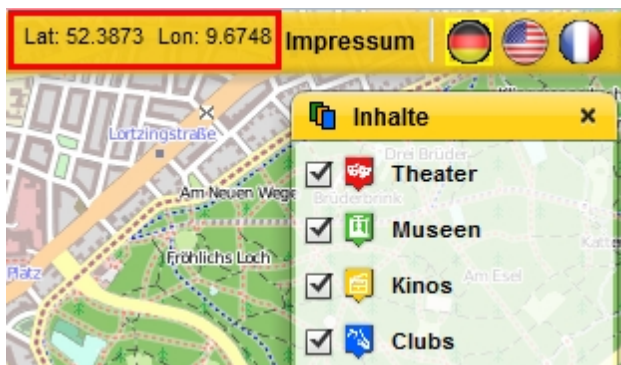 Lat: 52.3873 Lon: 9.6748 Impressum
Inhalte
Lortzingstraße
Drei Brüder
Theater
Am Neuen Wege
Brüderbrink
Museen
Fröhlichs Loch
Platz
Kinos
Am Esel
Clubs